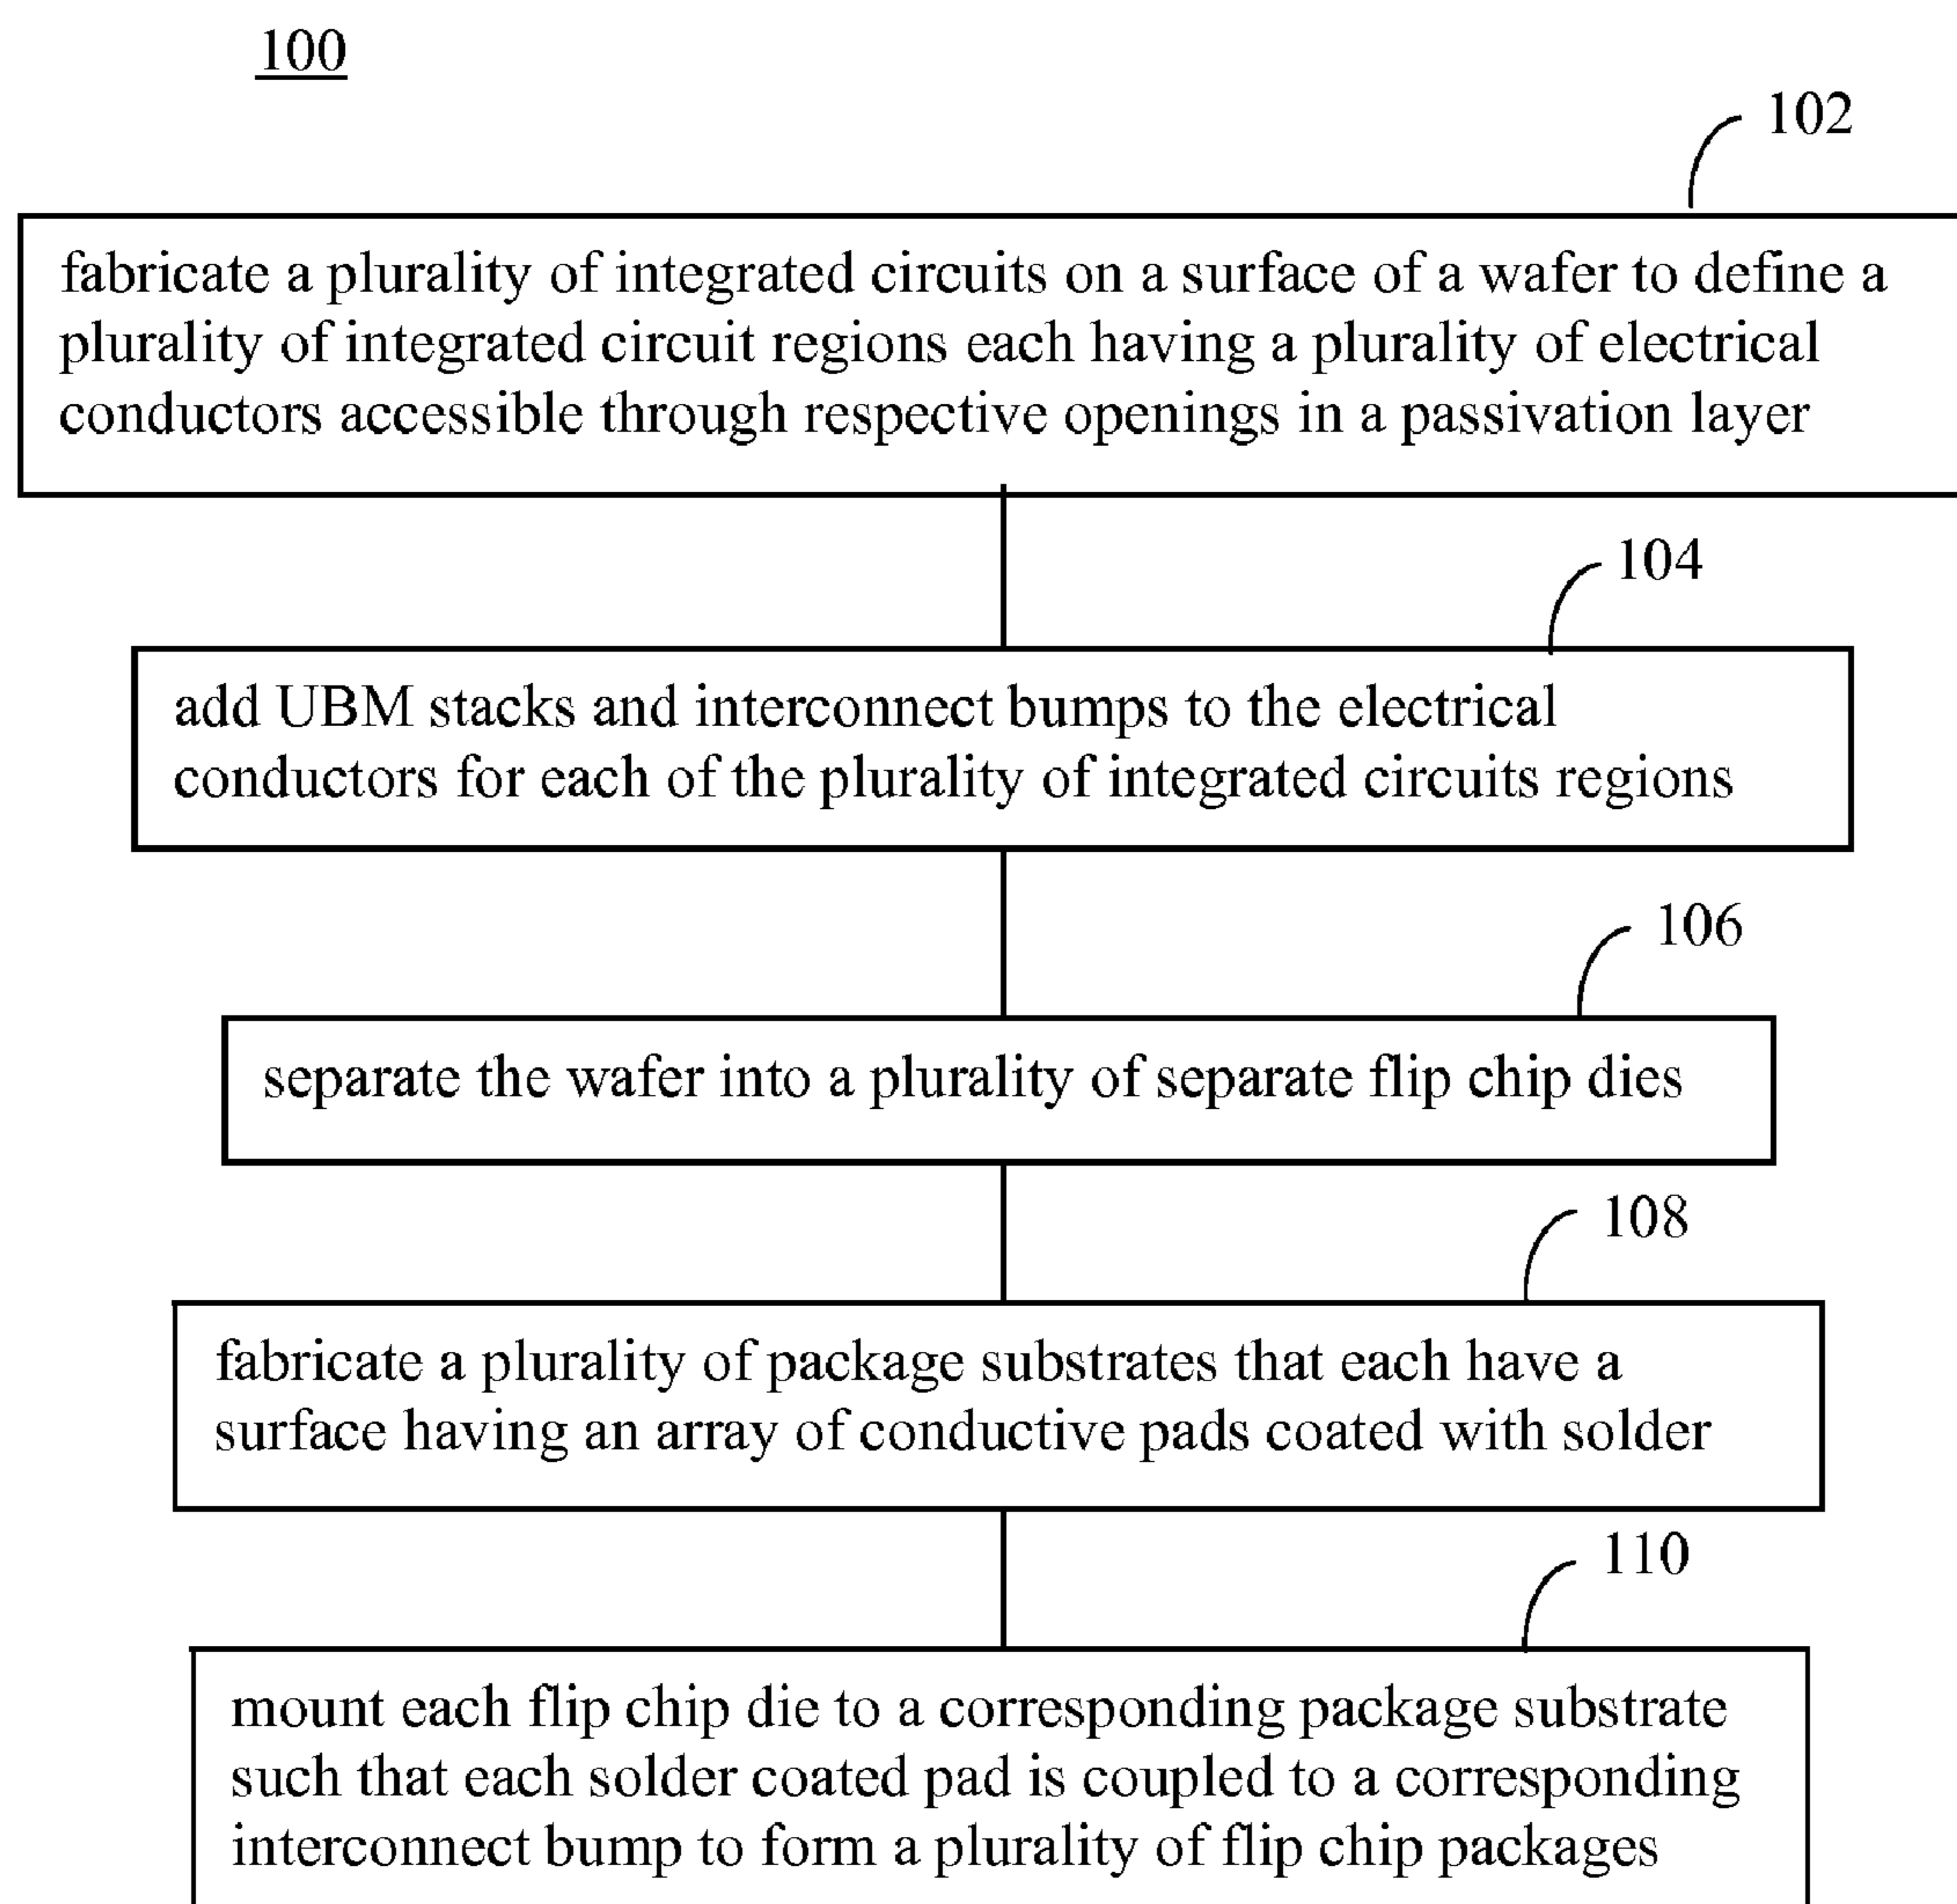 100
102
fabricate a plurality of integrated circuits on a surface of a wafer to define a
plurality of integrated circuit regions each having a plurality of electrical
conductors accessible through respective openings in a passivation layer
104
add UBM stacks and interconnect bumps to the electrical
conductors for each of the plurality of integrated circuits regions
106
separate the wafer into a plurality of separate flip chip dies
108
fabricate a plurality of package substrates that each have a
surface having an array of conductive pads coated with solder
110
mount each flip chip die to a corresponding package substrate
such that each solder coated pad is coupled to a corresponding
interconnect bump to form a plurality of flip chip packages